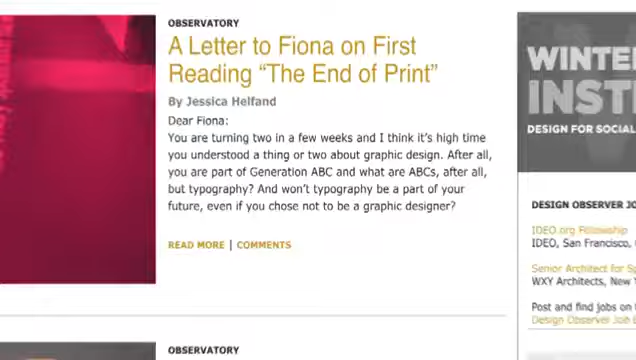 OBSERVATORY
A Letter to Fiona on First
Reading “The End of Print”
By Jessica Helfand
Dear Fiona:
You are turning two in a few weeks and I think it’s high time
you understood a thing or two about graphic design. After all,
you are part of Generation ABC and what are ABCs, after all,
but typography? And won’t typography be a part of your
future, even if you chose not to be a graphic designer?
READ MORE | COMMENTS
OBSERVATORY
WINTE
INST
DESIGN FOR SOCIAL
DESIGN OBSERVER JO
IDEO.org Fellowship
IDEO, San Francisco,
Senior Architect for Sp
WXY Architects, New Y
Post and find jobs on
Design Observer Job B